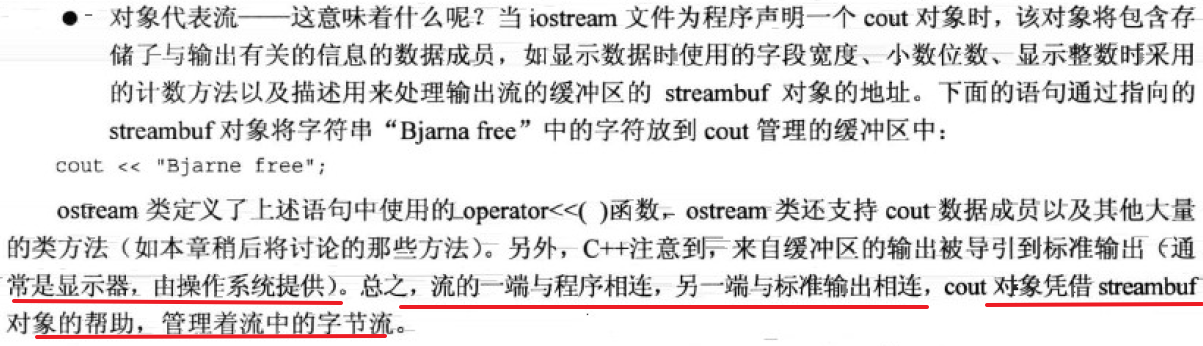 ● 对象代表流——这意味着什么呢？当 iostream 文件为程序声明一个 cout 对象时，该对象将包含存
储了与输出有关的信息的数据成员，如显示数据时使用的字段宽度、小数位数、显示整数时采用
的计数方法以及描述用来处理输出流的缓冲区的 streambuf 对象的地址。下面的语句通过指向的
streambuf 对象将字符串“Bjarna free”中的字符放到 cout 管理的缓冲区中：
cout << "Bjarne free";
ostream 类定义了上述语句中使用的 operator<<( )函数，ostream 类还支持 cout 数据成员以及其他大量
的类方法（如本章稍后将讨论的那些方法）。另外，C++注意到，来自缓冲区的输出被导引到标准输出（通
常是显示器，由操作系统提供）。总之，流的一端与程序相连，另一端与标准输出相连，cout 对象凭借 streambuf
对象的帮助，管理着流中的字节流。